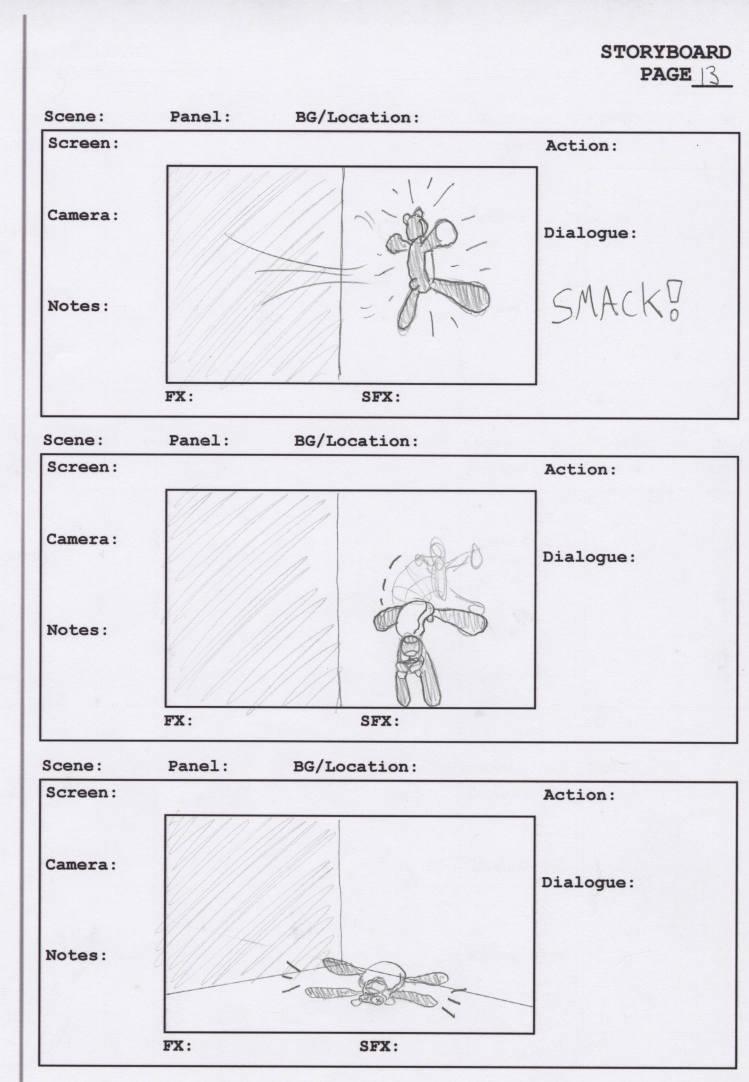 STORYBOARD
PAGE 13
Scene: Panel: BG/Location:
Screen:
Action:
Camera:
Dialogue:
Notes:
SMACK!
FX: SFX:
Scene: Panel: BG/Location:
Screen:
Action:
Camera:
Dialogue:
Notes:
FX: SFX:
Scene: Panel: BG/Location:
Screen:
Action:
Camera:
Dialogue:
Notes:
FX: SFX: